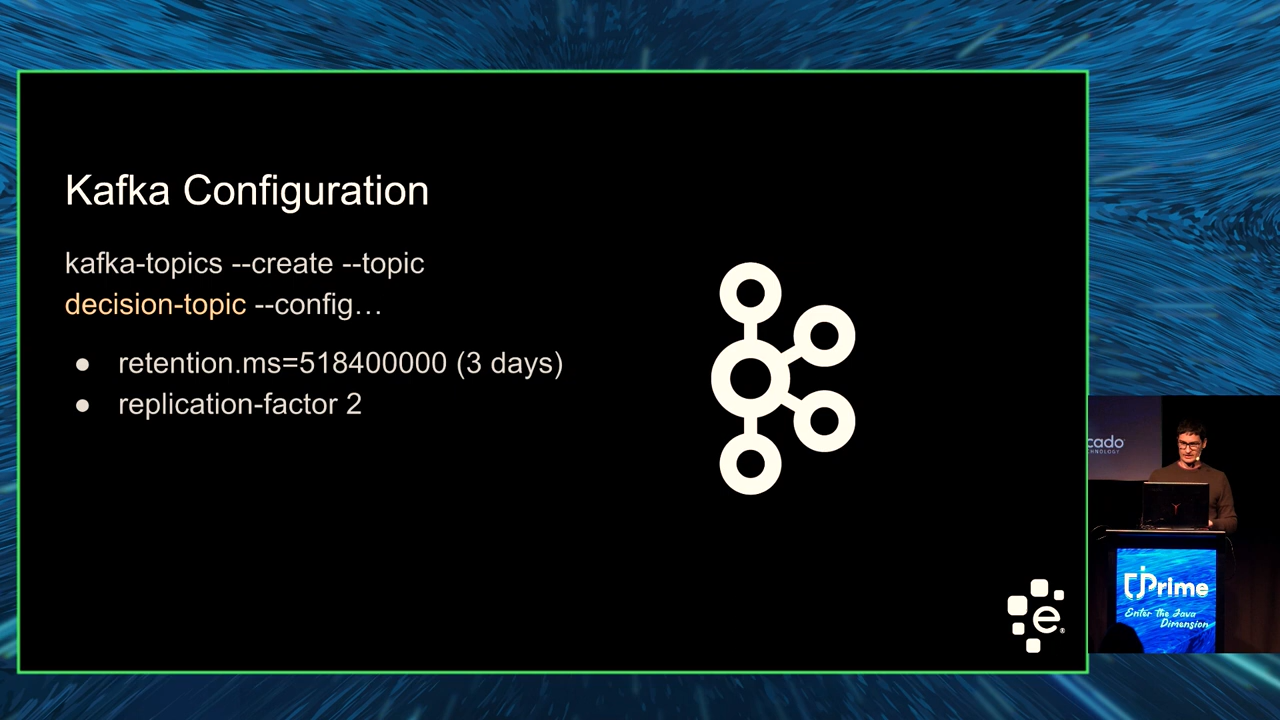 Kafka Configuration
kafka-topics --create --topic
decision-topic --config…
● retention.ms=518400000 (3 days)
● replication-factor 2
e®
cado
CHNOLOGY
jPrime
Enter the Java
Dimension